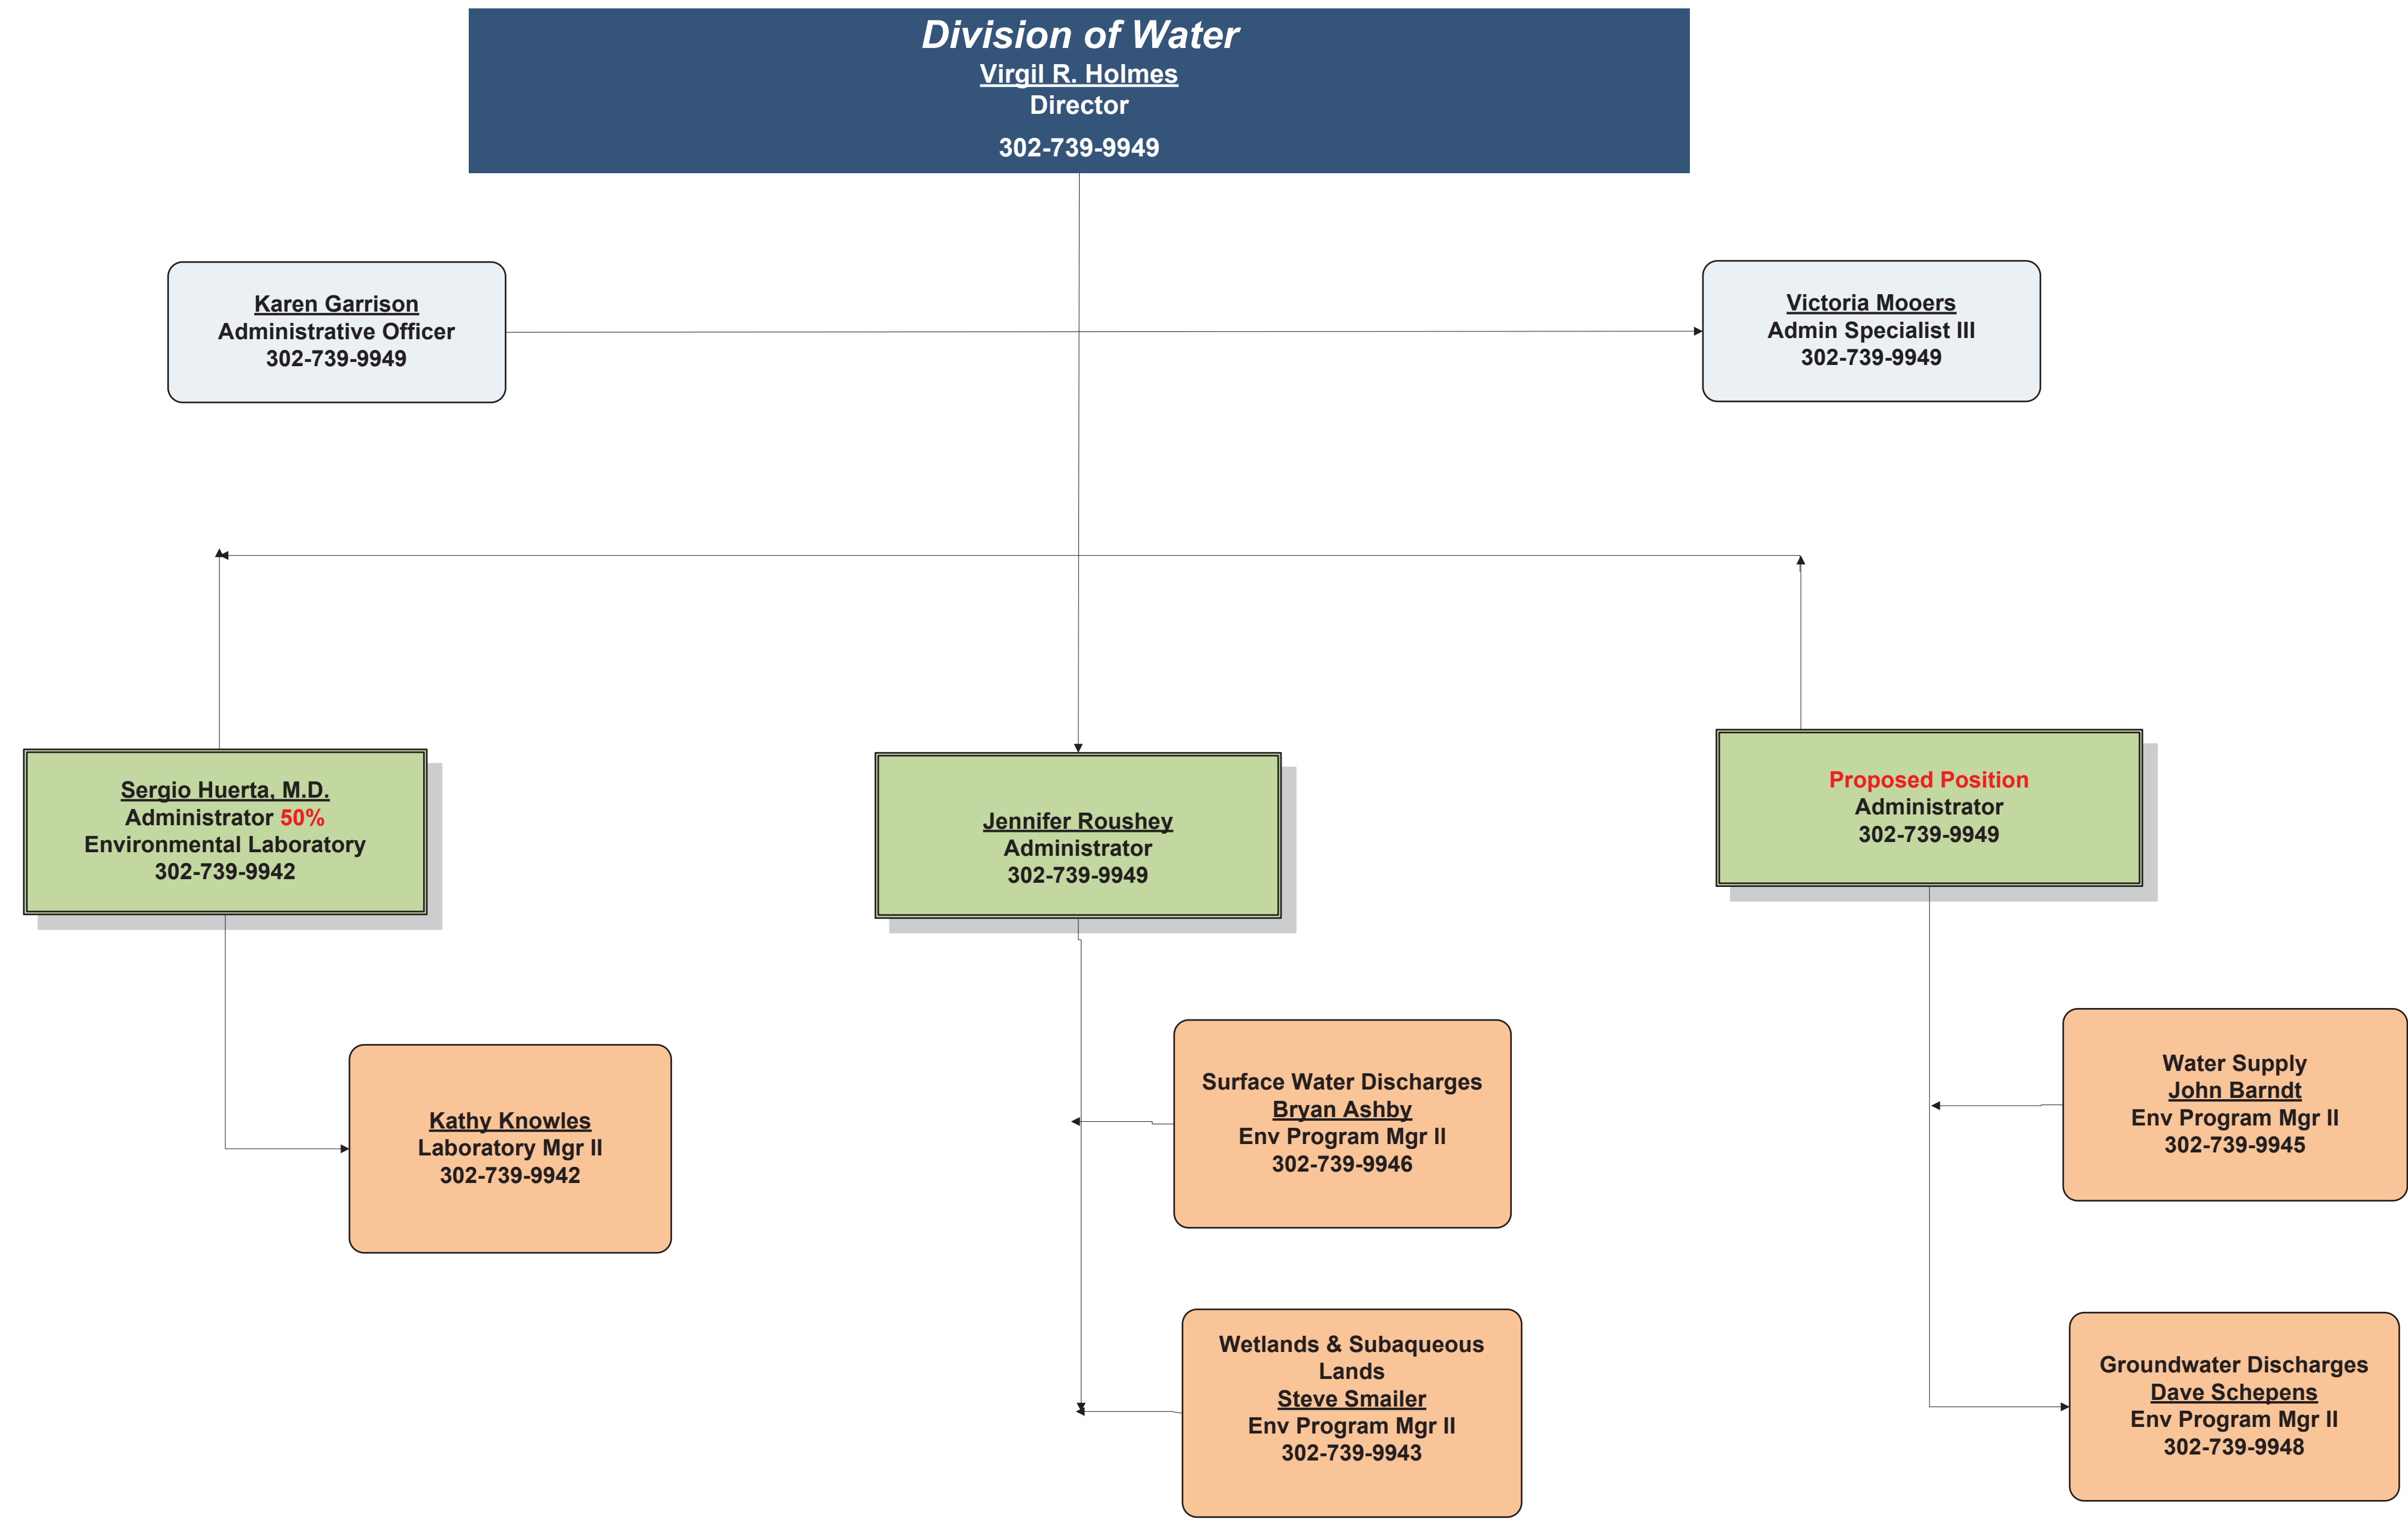 Division of Water
Virgil R. Holmes
Director
302-739-9949
Karen Garrison
Administrative Officer
302-739-9949
Victoria Mooers
Admin Specialist III
302-739-9949
Sergio Huerta, M.D.
Administrator 50%
Environmental Laboratory
302-739-9942
Jennifer Roushey
Administrator
302-739-9949
Proposed Position
Administrator
302-739-9949
Kathy Knowles
Laboratory Mgr II
302-739-9942
Surface Water Discharges
Bryan Ashby
Env Program Mgr II
302-739-9946
Water Supply
John Barndt
Env Program Mgr II
302-739-9945
Wetlands & Subaqueous
Lands
Steve Smailer
Env Program Mgr II
302-739-9943
Groundwater Discharges
Dave Schepens
Env Program Mgr II
302-739-9948